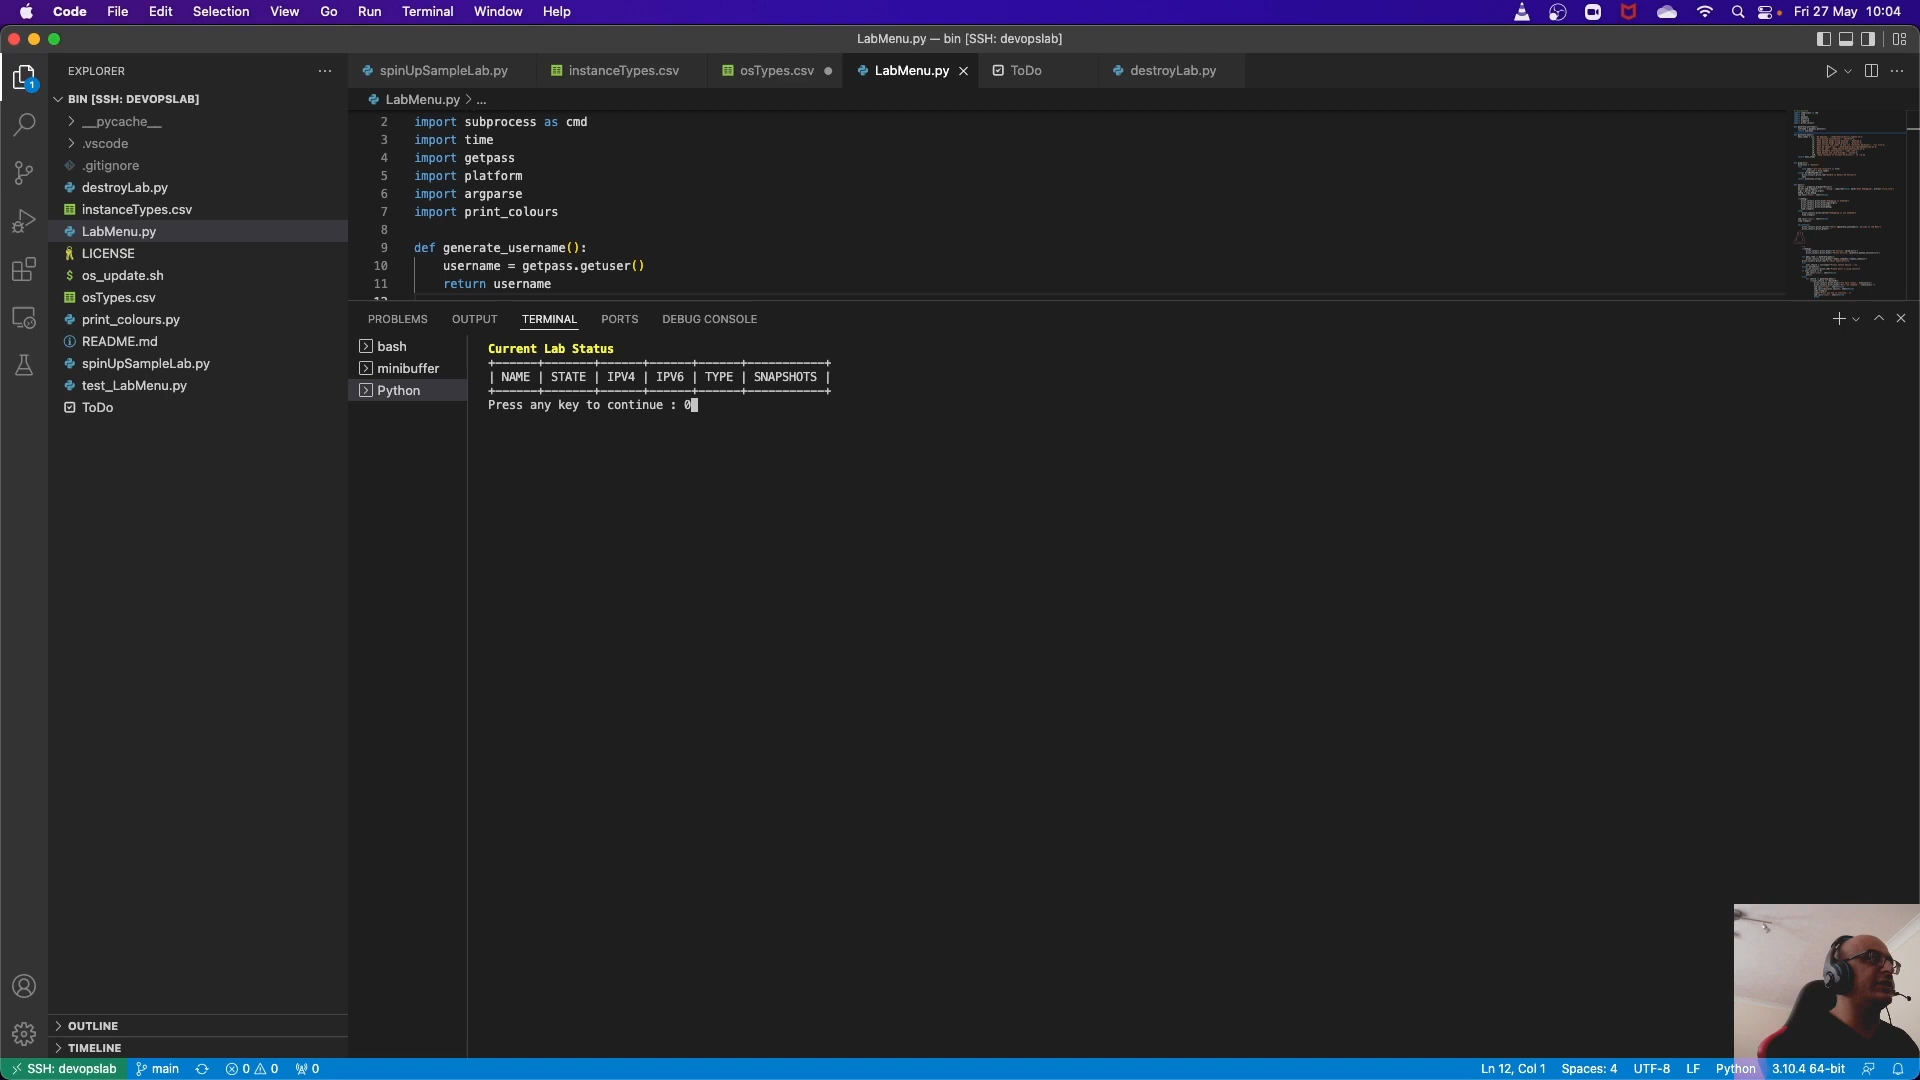 Code File Edit Selection View Go Run Terminal Window Help Fri 27 May 10:04
LabMenu.py — bin [SSH: devopslab]
EXPLORER
spinUpSampleLab.py instanceTypes.csv osTypes.csv LabMenu.py ToDo destroyLab.py
BIN [SSH: DEVOPSLAB]
LabMenu.py > ...
__pycache__
.vscode
.gitignore
destroyLab.py
instanceTypes.csv
LabMenu.py
LICENSE
os_update.sh
osTypes.csv
print_colours.py
README.md
spinUpSampleLab.py
test_LabMenu.py
ToDo
2 import subprocess as cmd
3 import time
4 import getpass
5 import platform
6 import argparse
7 import print_colours
8
9 def generate_username():
10 username = getpass.getuser()
11 return username
12
PROBLEMS OUTPUT TERMINAL PORTS DEBUG CONSOLE
bash
minibuffer
Python
Current Lab Status
| NAME | STATE | IPV4 | IPV6 | TYPE | SNAPSHOTS |
Press any key to continue : 0
OUTLINE
TIMELINE
SSH: devopslab main 0 0 0 Ln 12, Col 1 Spaces: 4 UTF-8 LF Python 3.10.4 64-bit
1